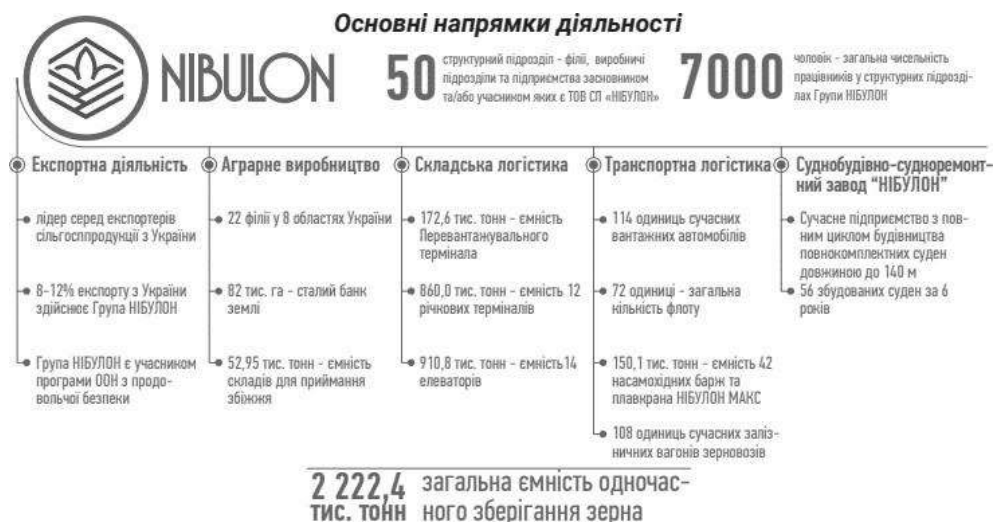 Основні напрямки діяльності
NIBULON
50
структурний підрозділ - філії, виробничі
підрозділи та підприємства засновником
та/або учасником яких є ТОВ СП «НІБУЛОН»
7000
чоловік - загальна чисельність
працівників у структурних підрозді-
лах Групи НІБУЛОН
Експортна діяльність
лідер серед експортерів
сільгосппродукції з України
8-12% експорту з України
здійснює Група НІБУЛОН
Група НІБУЛОН є учасником
програми ООН з продо-
вольчої безпеки
Аграрне виробництво
22 філії у 8 областях України
82 тис. га - сталий банк
землі
52,95 тис. тонн - ємність
складів для приймання
збіжжя
Складська логістика
172,6 тис. тонн - ємність
Перевантажувального
термінала
860,0 тис. тонн - ємність 12
річкових терміналів
910,8 тис. тонн - ємність 14
елеваторів
Транспортна логістика
114 одиниць сучасних
вантажних автомобілів
72 одиниці - загальна
кількість флоту
150,1 тис. тонн - ємність 42
насамохідних барж та
плавкрана НІБУЛОН МАКС
108 одиниць сучасних заліз-
ничних вагонів зерновозів
Суднобудівно-судноремонт-
ний завод "НІБУЛОН"
Сучасне підприємство з пов-
ним циклом будівництва
повнокомплектних суден
довжиною до 140 м
56 збудованих суден за 6
років
2 222,4
тис. тонн
загальна ємність одночас-
ного зберігання зерна